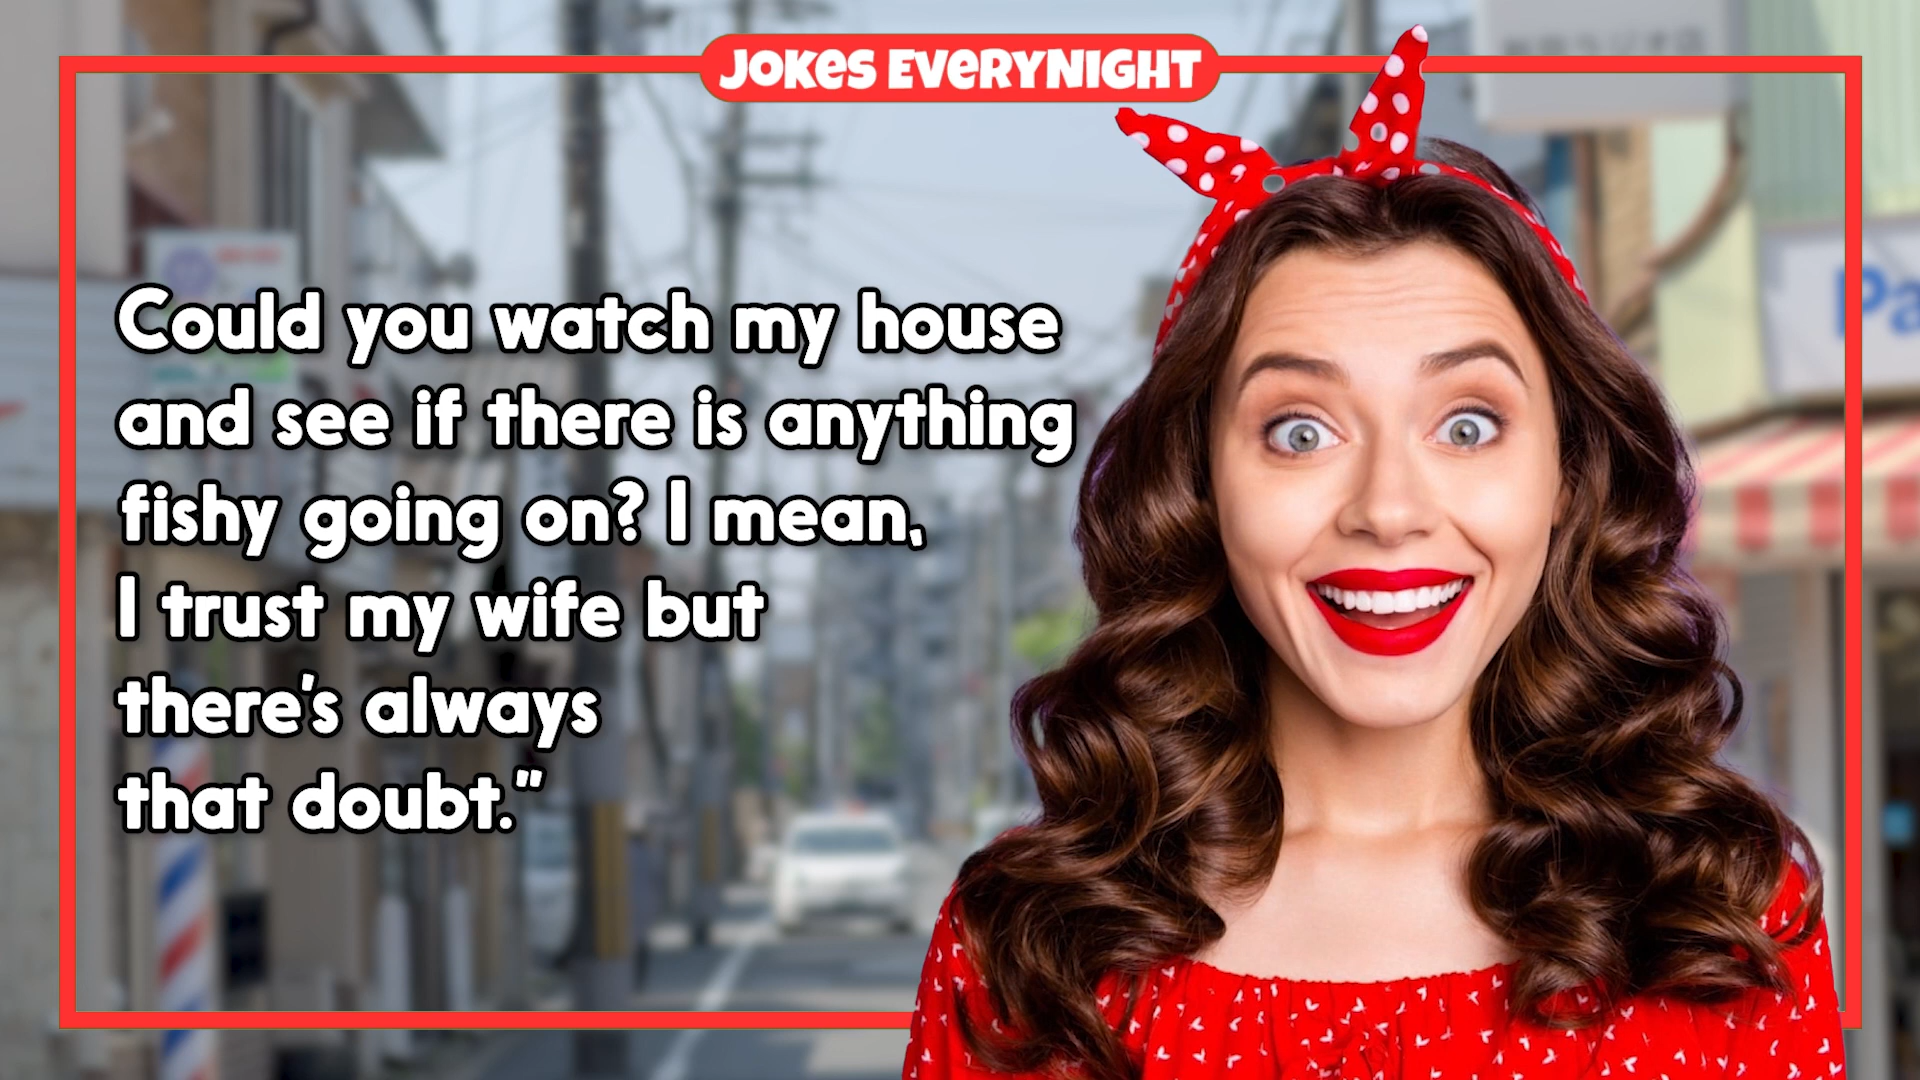 JOKES EVERYNIGHT
Could you watch my house
and see if there is anything
fishy going on? I mean,
I trust my wife but
there's always
that doubt."
Pa